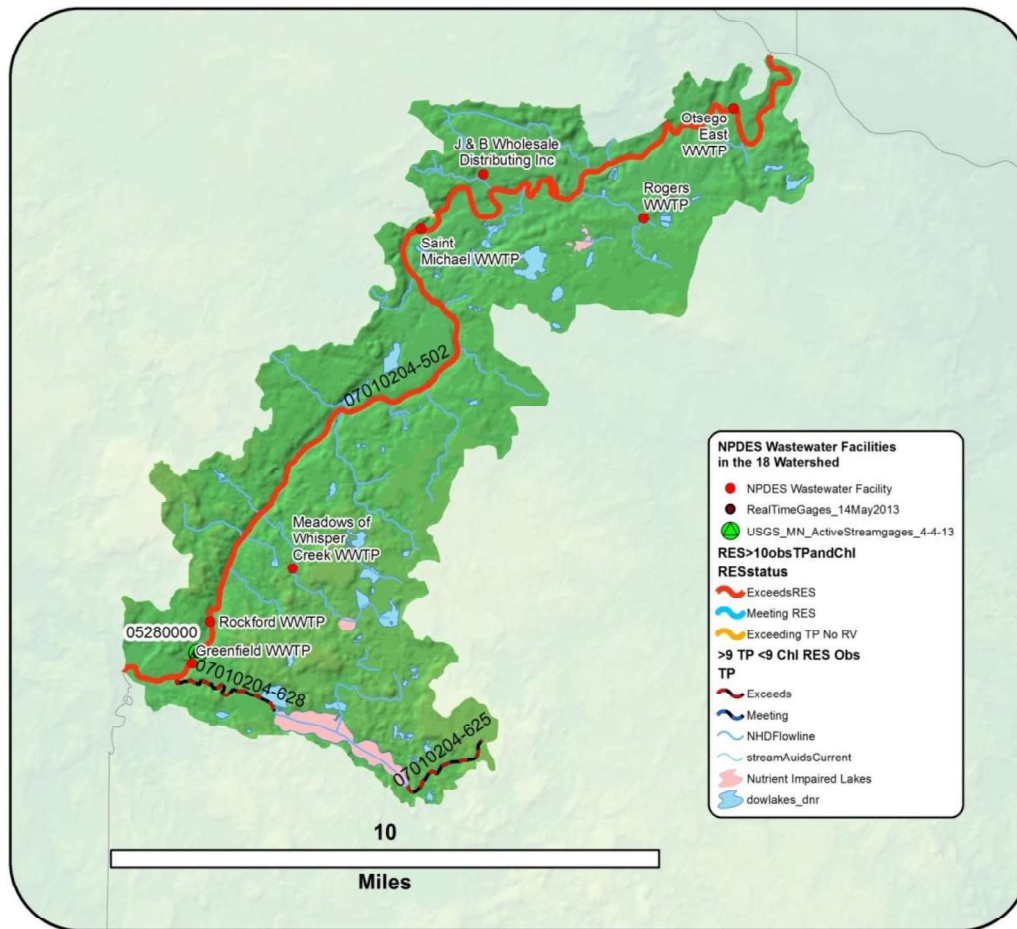 Otsego
East
WWTP
J & B Wholesale
Distributing Inc
Rogers
WWTP
Saint
Michael WWTP
07010204-502
Meadows of
Whisper
Creek WWTP
Rockford WWTP
05280000
Greenfield WWTP
07010204-628
07010204-625
NPDES Wastewater Facilities
in the 18 Watershed
NPDES Wastewater Facility
RealTimeGages_14May2013
USGS_MN_ActiveStreamgages_4-4-13
RES>10obsTPandChl
RESstatus
ExceedsRES
Meeting RES
Exceeding TP No RV
>9 TP <9 Chl RES Obs
TP
Exceeds
Meeting
NHDFlowline
streamAuidsCurrent
Nutrient Impaired Lakes
dowlakes_dnr
10
Miles